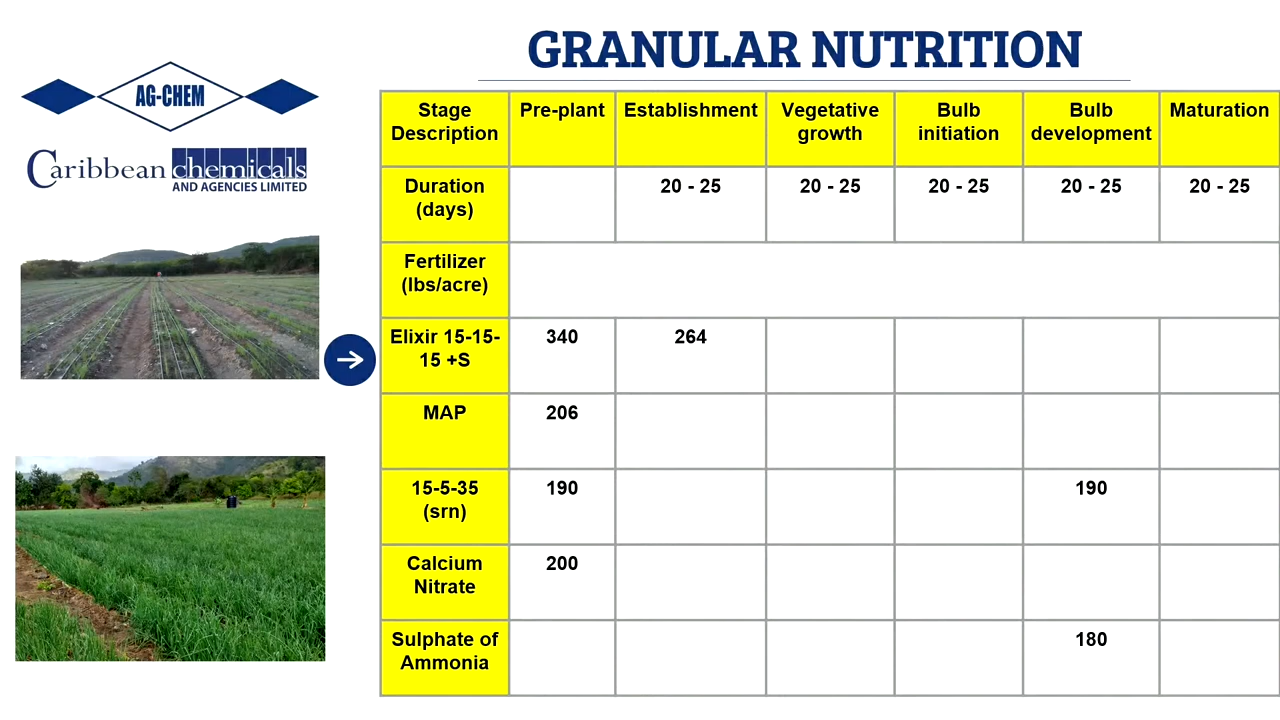 GRANULAR NUTRITION
AG-CHEM
Caribbean chemicals
AND AGENCIES LIMITED
Stage Description Pre-plant Establishment Vegetative growth Bulb initiation Bulb development Maturation
Duration (days) 20 - 25 20 - 25 20 - 25 20 - 25 20 - 25
Fertilizer (lbs/acre)
Elixir 15-15-15 +S 340 264
MAP 206
15-5-35 (srn) 190 190
Calcium Nitrate 200
Sulphate of Ammonia 180